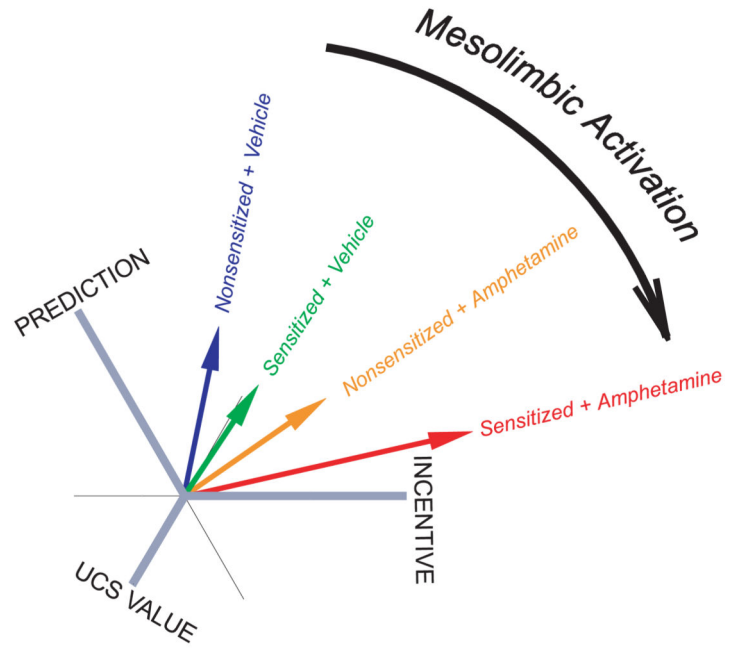 Mesolimbic Activation
Nonsensitized + Vehicle
Sensitized + Vehicle
Nonsensitized + Amphetamine
PREDICTION
Sensitized + Amphetamine
INCENTIVE
UCS VALUE